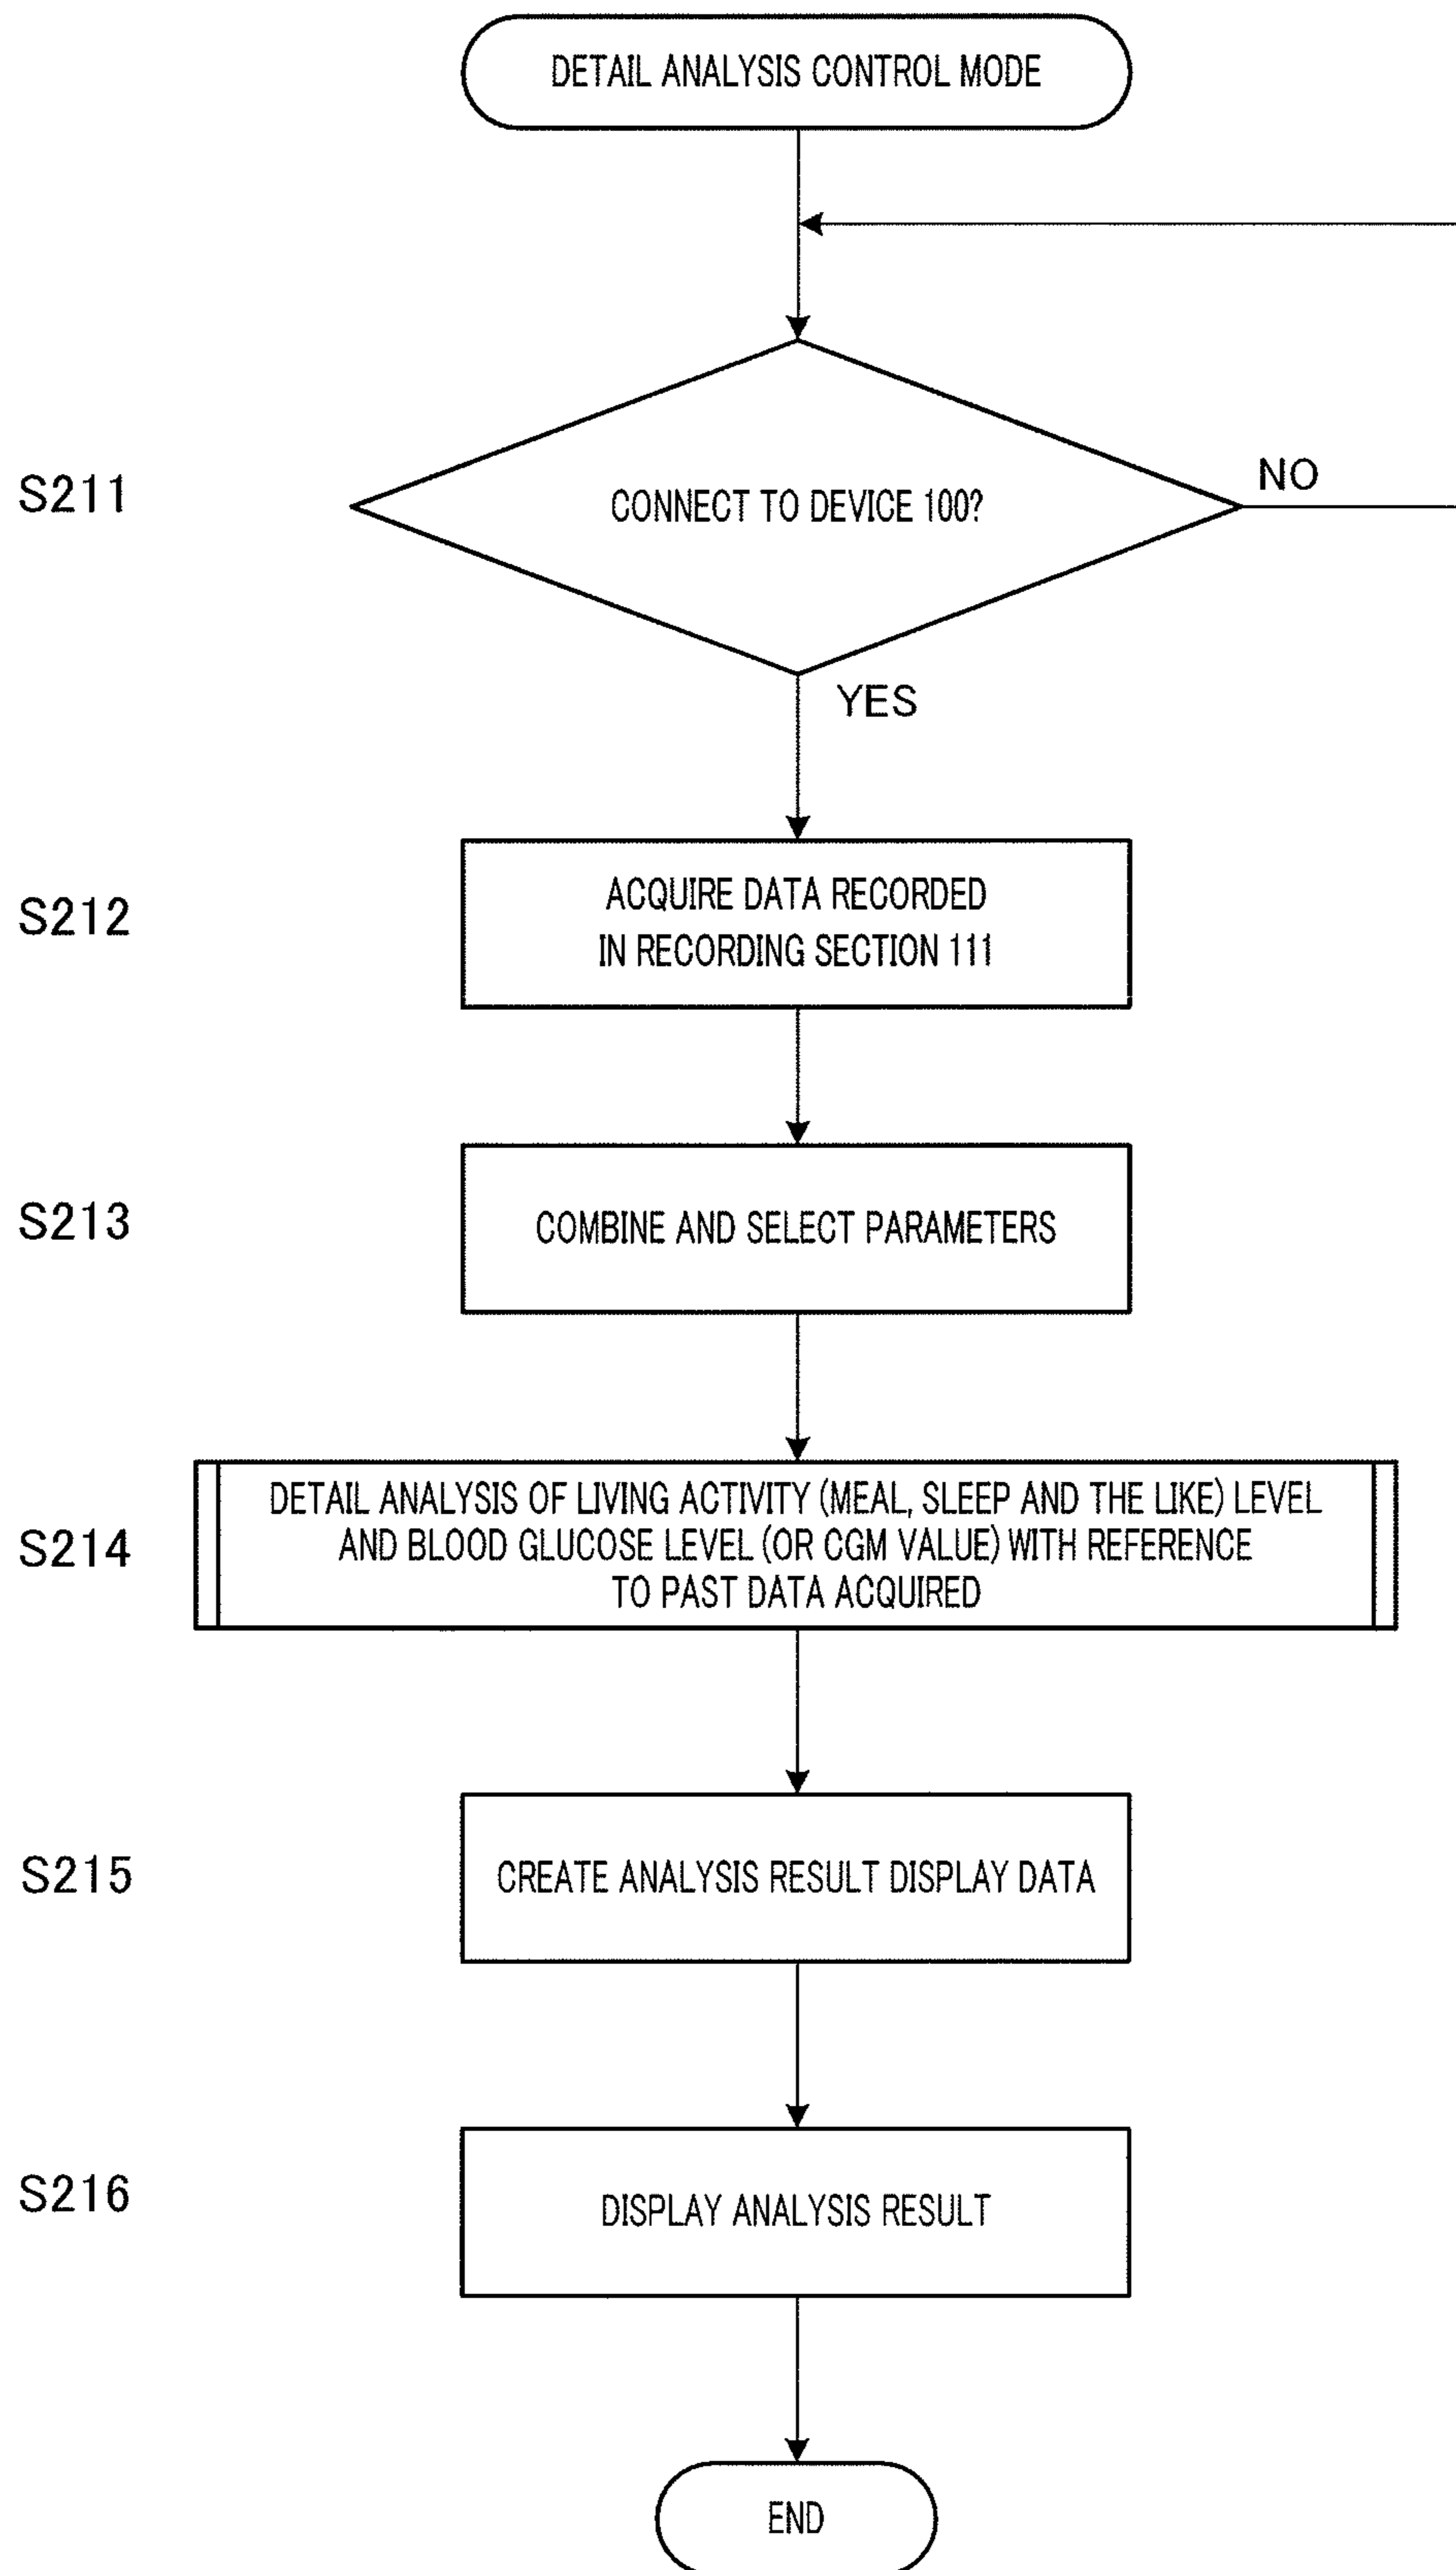 DETAIL ANALYSIS CONTROL MODE
S211
CONNECT TO DEVICE 100?
NO
YES
S212
ACQUIRE DATA RECORDED
IN RECORDING SECTION 111
S213
COMBINE AND SELECT PARAMETERS
S214
DETAIL ANALYSIS OF LIVING ACTIVITY (MEAL, SLEEP AND THE LIKE) LEVEL
AND BLOOD GLUCOSE LEVEL (OR CGM VALUE) WITH REFERENCE
TO PAST DATA ACQUIRED
S215
CREATE ANALYSIS RESULT DISPLAY DATA
S216
DISPLAY ANALYSIS RESULT
END